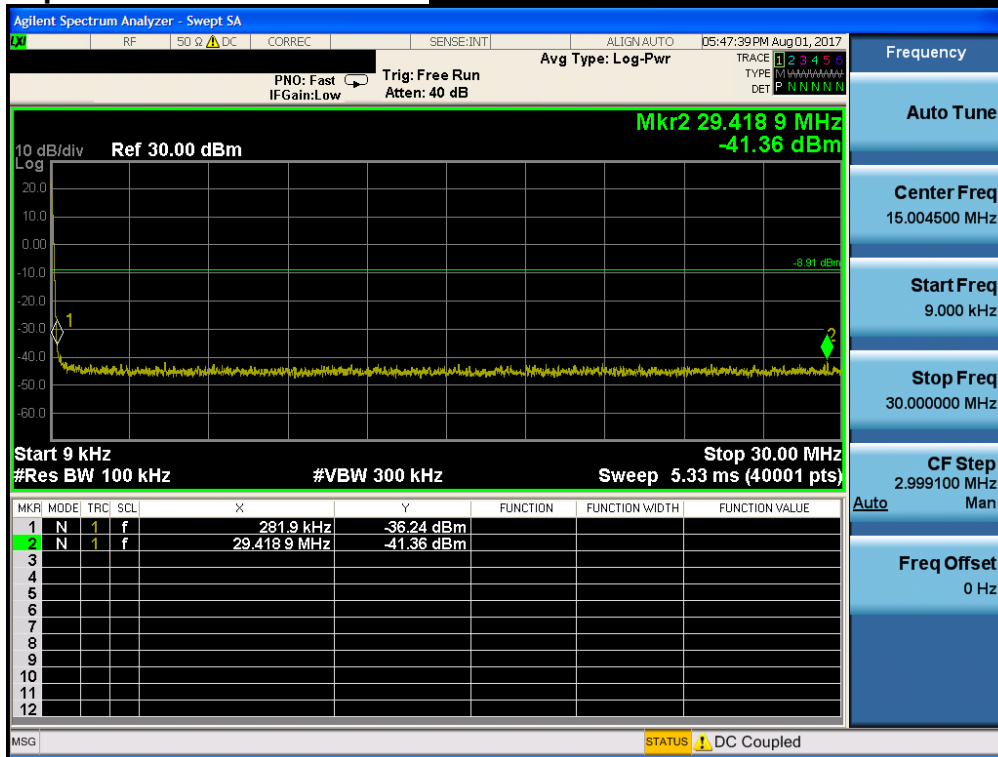 Agilent Spectrum Analyzer - Swept SA
LXI RF 50 Ω DC CORREC SENSE:INT ALIGN AUTO 05:47:39 PM Aug 01, 2017
Frequency
PNO: Fast Trig: Free Run Avg Type: Log-Pwr TRACE 1 2 3 4 5 6
IFGain:Low Atten: 40 dB TYPE M WWWWW
DET P N N N N N
Auto Tune
Mkr2 29.418 9 MHz
10 dB/div Ref 30.00 dBm -41.36 dBm
Log
20.0
10.0
0.00
-8.91 dBm
-10.0
-20.0
1
-30.0
2
-40.0
-50.0
-60.0
Center Freq
15.004500 MHz
Start Freq
9.000 kHz
Stop Freq
30.000000 MHz
Start 9 kHz Stop 30.00 MHz
#Res BW 100 kHz #VBW 300 kHz Sweep 5.33 ms (40001 pts)
CF Step
2.999100 MHz
Auto Man
MKR MODE TRC SCL X Y FUNCTION FUNCTION WIDTH FUNCTION VALUE
1 N 1 f 281.9 kHz -36.24 dBm
2 N 1 f 29.418 9 MHz -41.36 dBm
3
4
5
6
7
8
9
10
11
12
Freq Offset
0 Hz
MSG STATUS DC Coupled